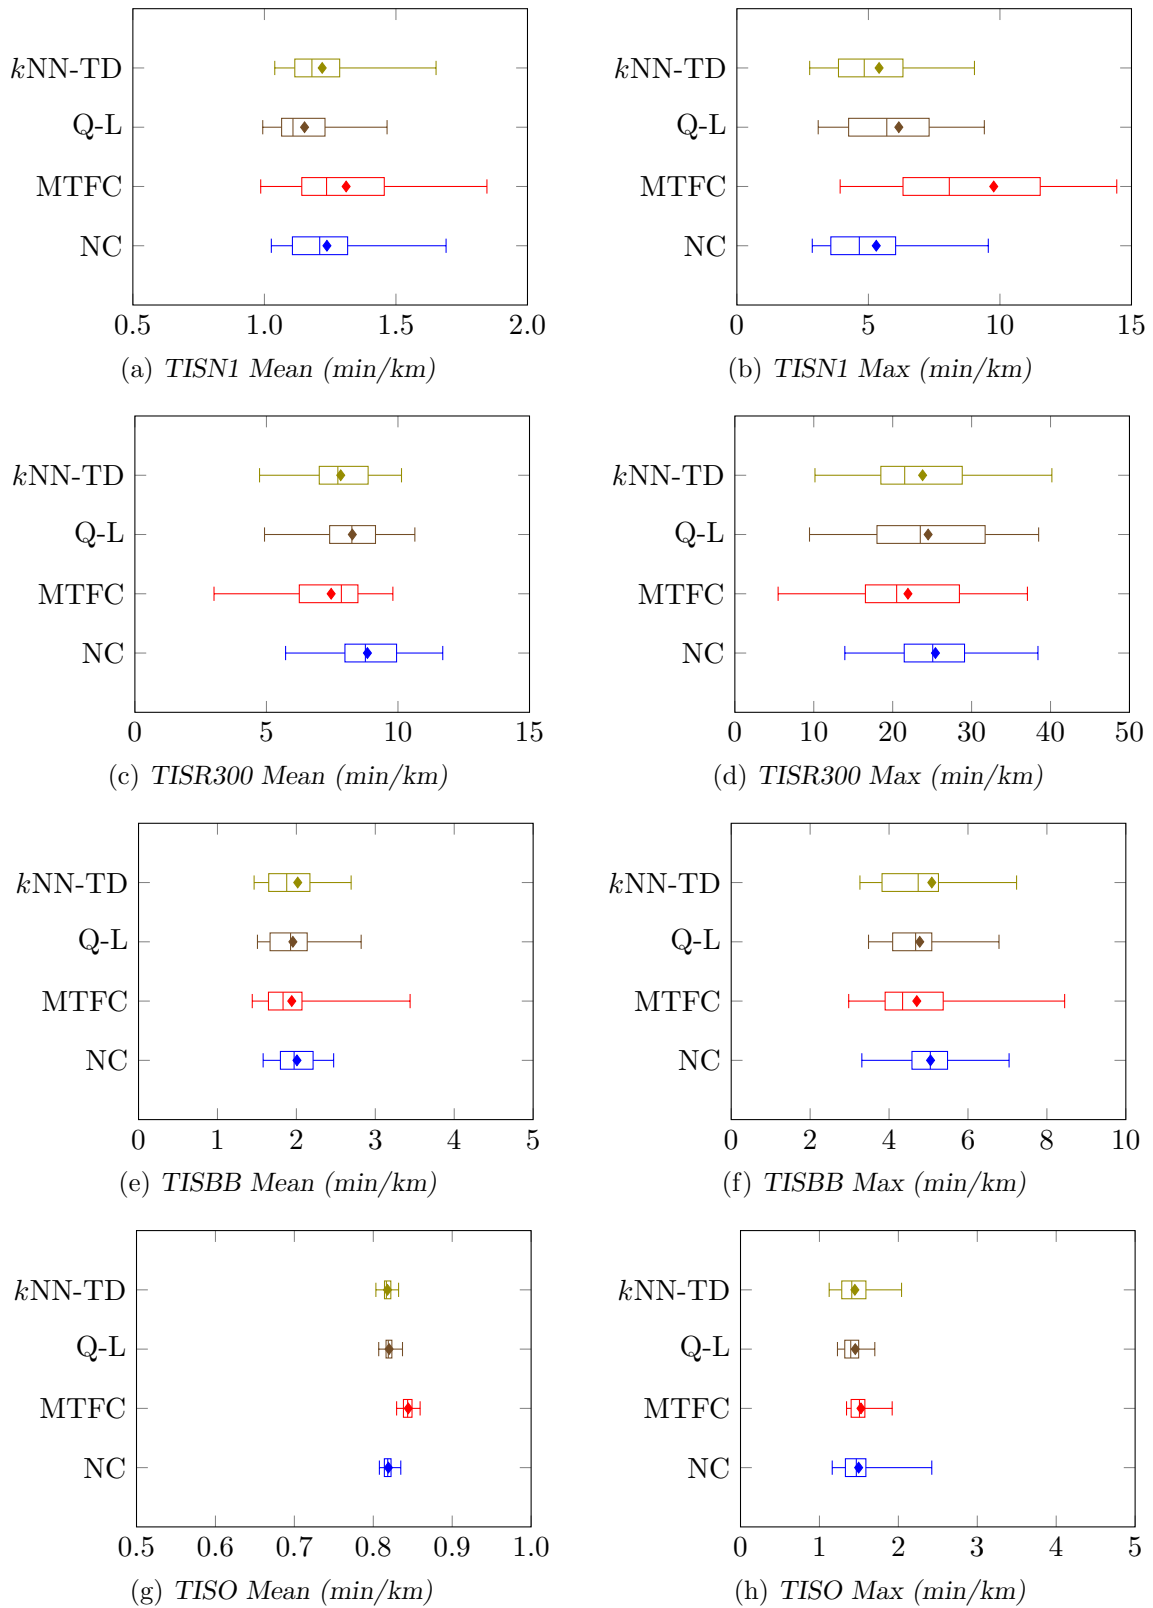 kNN-TD
Q-L
MTFC
NC
0.5 1.0 1.5 2.0
(a) TISN1 Mean (min/km)
kNN-TD
Q-L
MTFC
NC
0 5 10 15
(b) TISN1 Max (min/km)
kNN-TD
Q-L
MTFC
NC
0 5 10 15
(c) TISR300 Mean (min/km)
kNN-TD
Q-L
MTFC
NC
0 10 20 30 40 50
(d) TISR300 Max (min/km)
kNN-TD
Q-L
MTFC
NC
0 1 2 3 4 5
(e) TISBB Mean (min/km)
kNN-TD
Q-L
MTFC
NC
0 2 4 6 8 10
(f) TISBB Max (min/km)
kNN-TD
Q-L
MTFC
NC
0.5 0.6 0.7 0.8 0.9 1.0
(g) TISO Mean (min/km)
kNN-TD
Q-L
MTFC
NC
0 1 2 3 4 5
(h) TISO Max (min/km)